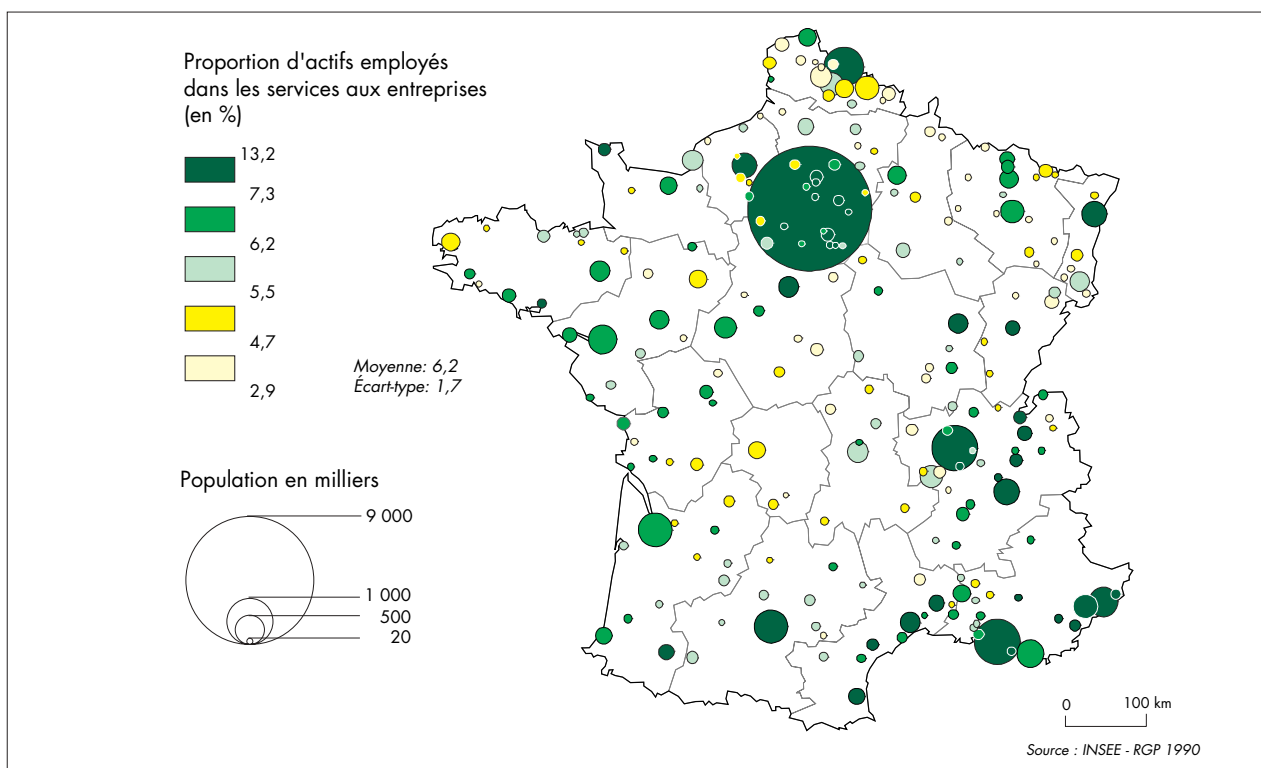 Proportion d'actifs employés
dans les services aux entreprises
(en %)
13,2
7,3
6,2
5,5
4,7
2,9
Moyenne: 6,2
Écart-type: 1,7
Population en milliers
9 000
1 000
500
20
0 100 km
Source : INSEE - RGP 1990